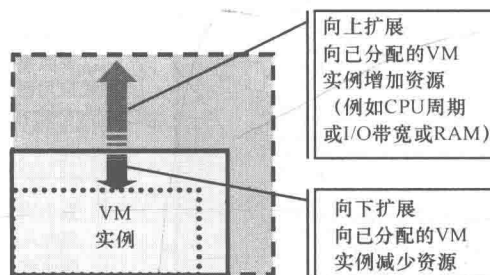 向上扩展
向已分配的VM
实例增加资源
（例如CPU周期
或I/O带宽或RAM）
VM
实例
向下扩展
向已分配的VM
实例减少资源